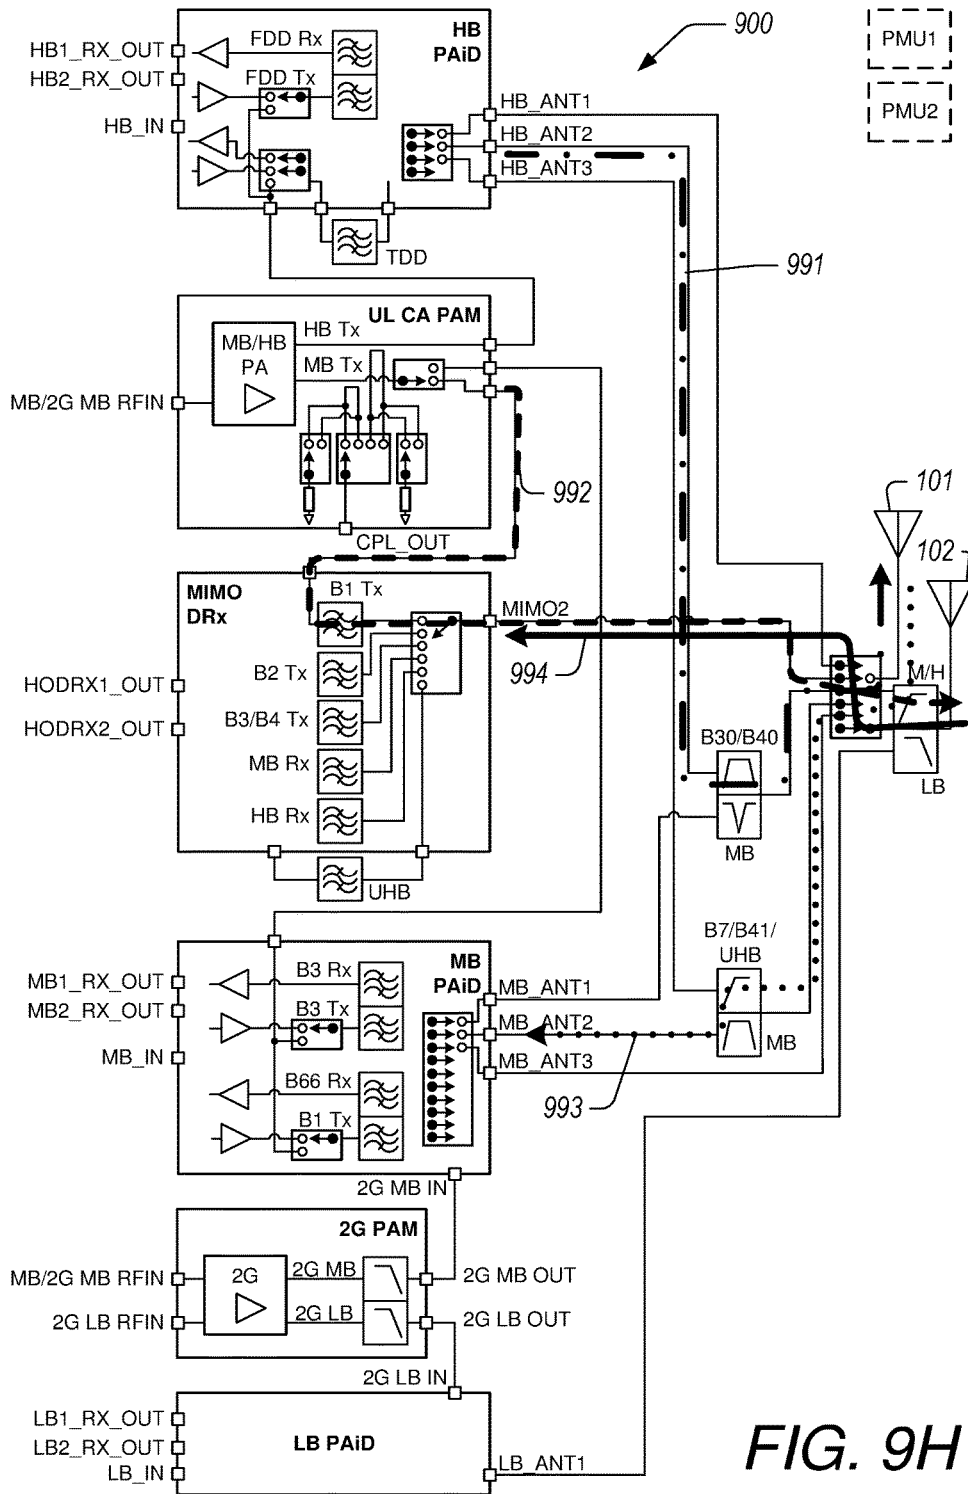 HB1_RX_OUT
HB2_RX_OUT
HB_IN
FDD Rx
FDD Tx
HB
PAiD
900
PMU1
PMU2
HB_ANT1
HB_ANT2
HB_ANT3
TDD
991
UL CA PAM
HB Tx
MB/HB
PA
MB Tx
MB/2G MB RFIN
992
CPL_OUT
101
102
MIMO
DRx
B1 Tx
MIMO2
B2 Tx
994
M/H
HODRX1_OUT
HODRX2_OUT
B3/B4 Tx
MB Rx
HB Rx
B30/B40
LB
MB
UHB
B7/B41/
UHB
MB1_RX_OUT
MB2_RX_OUT
MB_IN
B3 Rx
B3 Tx
MB
PAiD
MB_ANT1
MB_ANT2
MB_ANT3
MB
993
B66 Rx
B1 Tx
2G MB IN
2G PAM
MB/2G MB RFIN
2G LB RFIN
2G
2G MB
2G LB
2G MB OUT
2G LB OUT
2G LB IN
LB1_RX_OUT
LB2_RX_OUT
LB_IN
LB PAiD
LB_ANT1
FIG. 9H